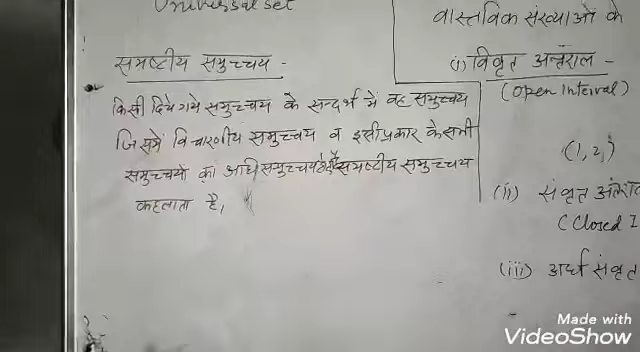 Universal set
समष्टीय समुच्चय -
किसी दिये गये समुच्चय के सन्दर्भ में वह समुच्चय
जिसमें विचारणीय समुच्चय व इसी प्रकार के सभी
समुच्चयों का अधिसमुच्चय हो समष्टीय समुच्चय
कहलाता है,
वास्तविक संख्याओं के
(i) विवृत अन्तराल -
(Open Interval)
(1, 2)
(ii) संवृत अंतरा
(Closed I
(iii) अर्ध संवृत
Made with
VideoShow